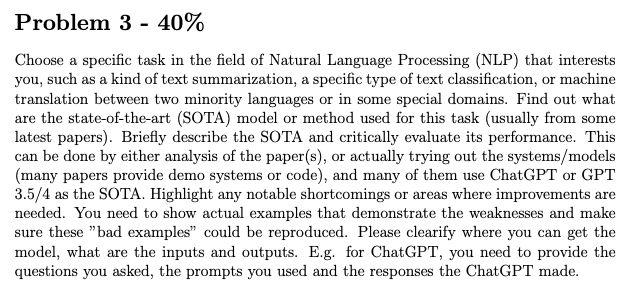 Problem 3 - 40%
Choose a specific task in the field of Natural Language Processing (NLP) that interests
you, such as a kind of text summarization, a specific type of text classification, or machine
translation between two minority languages or in some special domains. Find out what
are the state-of-the-art (SOTA) model or method used for this task (usually from some
latest papers). Briefly describe the SOTA and critically evaluate its performance. This
can be done by either analysis of the paper(s), or actually trying out the systems/models
(many papers provide demo systems or code), and many of them use ChatGPT or GPT
3.5/4 as the SOTA. Highlight any notable shortcomings or areas where improvements are
needed. You need to show actual examples that demonstrate the weaknesses and make
sure these "bad examples" could be reproduced. Please clearify where you can get the
model, what are the inputs and outputs. E.g. for ChatGPT, you need to provide the
questions you asked, the prompts you used and the responses the ChatGPT made.